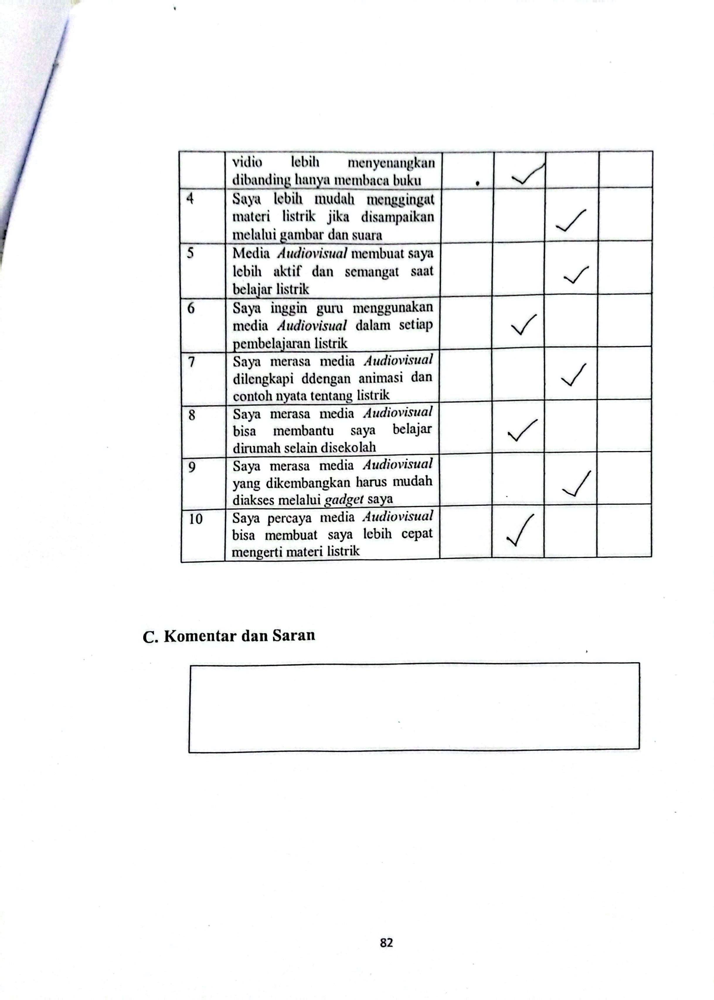 vidio lebih menyenangkan
dibanding hanya membaca buku
✓
4
Saya lebih mudah menggingat
materi listrik jika disampaikan
melalui gambar dan suara
✓
5
Media Audiovisual membuat saya
lebih aktif dan semangat saat
belajar listrik
✓
6
Saya inggin guru menggunakan
media Audiovisual dalam setiap
pembelajaran listrik
✓
7
Saya merasa media Audiovisual
dilengkapi ddengan animasi dan
contoh nyata tentang listrik
✓
8
Saya merasa media Audiovisual
bisa membantu saya belajar
dirumah selain disekolah
✓
9
Saya merasa media Audiovisual
yang dikembangkan harus mudah
diakses melalui gadget saya
✓
10
Saya percaya media Audiovisual
bisa membuat saya lebih cepat
mengerti materi listrik
✓
C. Komentar dan Saran
82